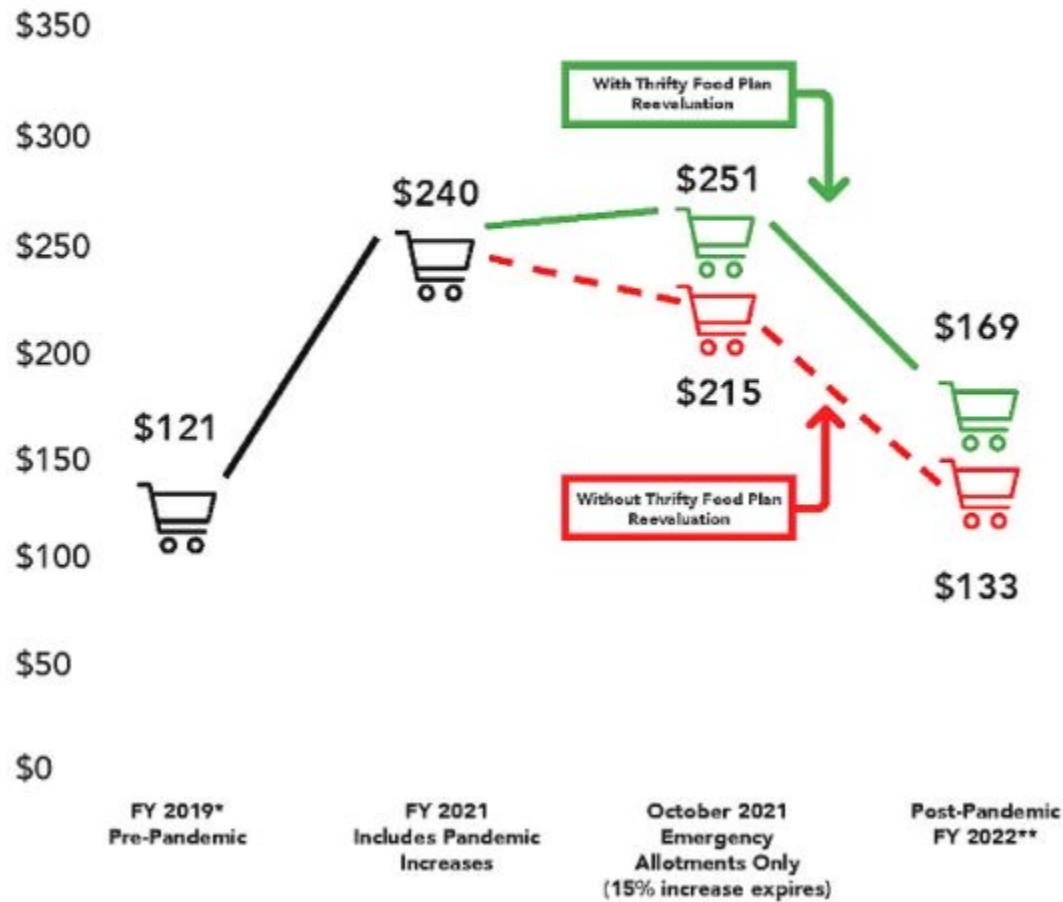 $350
$300
$250
$200
$150
$100
$50
$0
With Thrifty Food Plan
Reevaluation
$121
$240
$251
$215
$169
$133
Without Thrifty Food Plan
Reevaluation
FY 2019*
Pre-Pandemic
FY 2021
Includes Pandemic
Increases
October 2021
Emergency
Allotments Only
(15% increase expires)
Post-Pandemic
FY 2022**